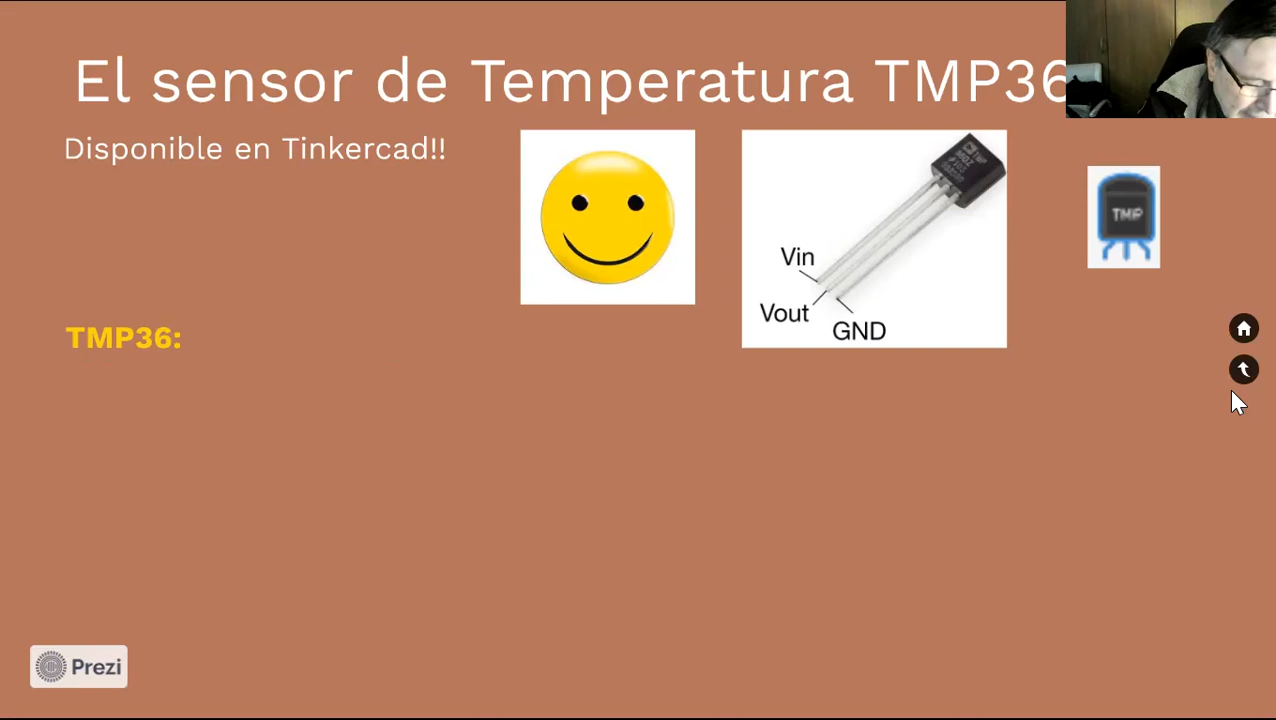 El sensor de Temperatura TMP36
Disponible en Tinkercad!!
TMP
Vin
Vout
GND
TMP36:
Prezi